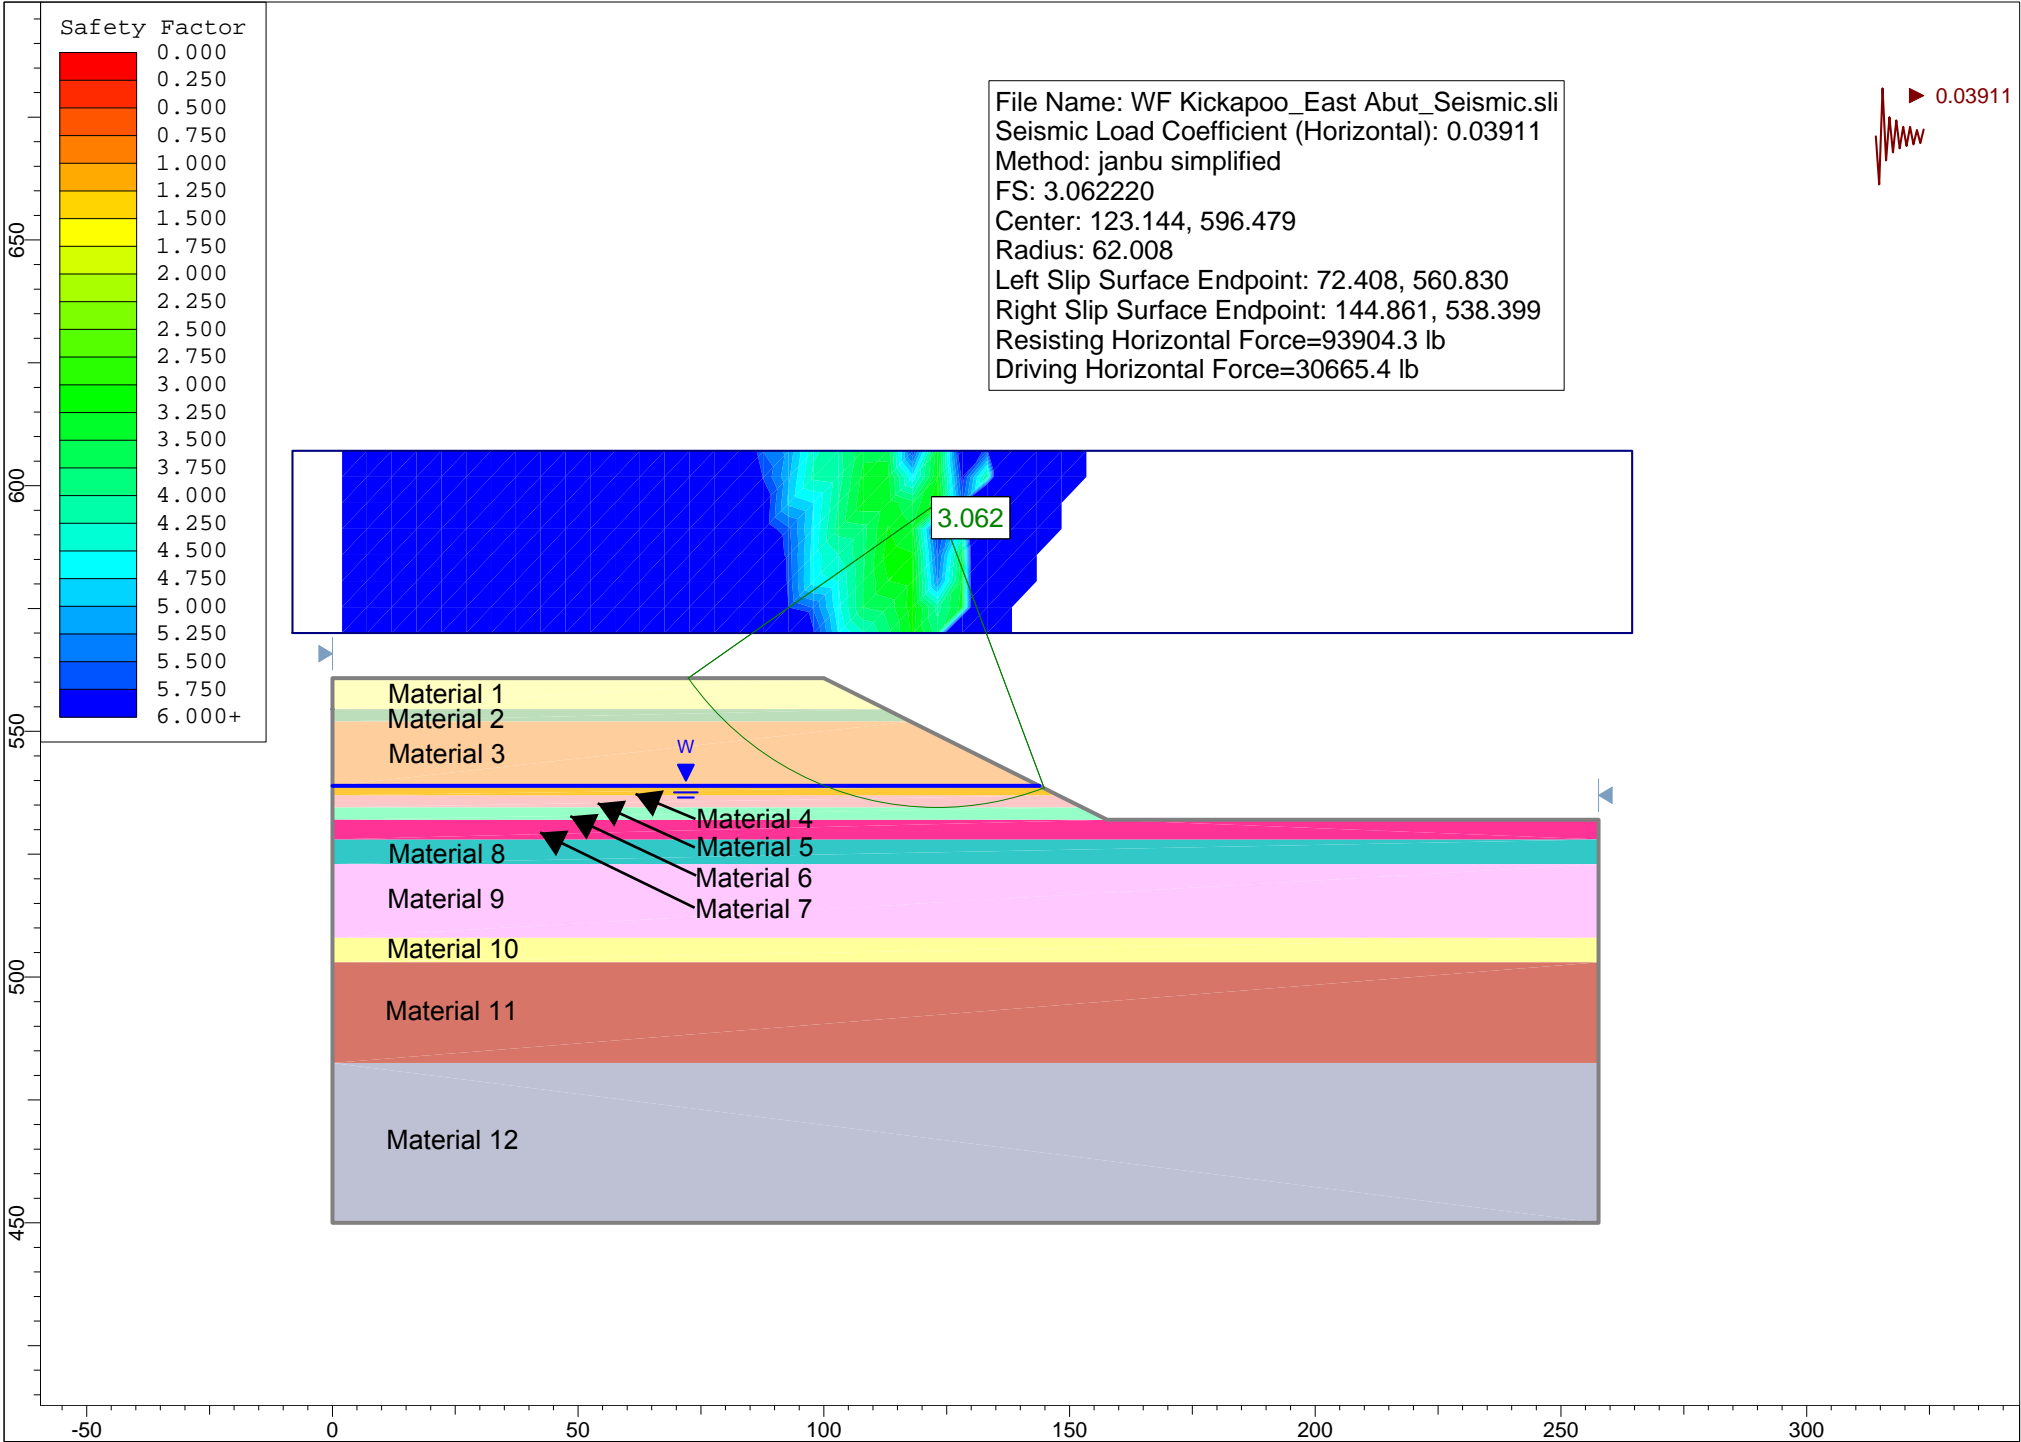 Safety Factor
0.000
0.250
0.500
0.750
1.000
1.250
1.500
1.750
2.000
2.250
2.500
2.750
3.000
3.250
3.500
3.750
4.000
4.250
4.500
4.750
5.000
5.250
5.500
5.750
6.000+
File Name: WF Kickapoo_East Abut_Seismic.sli
Seismic Load Coefficient (Horizontal): 0.03911
Method: janbu simplified
FS: 3.062220
Center: 123.144, 596.479
Radius: 62.008
Left Slip Surface Endpoint: 72.408, 560.830
Right Slip Surface Endpoint: 144.861, 538.399
Resisting Horizontal Force=93904.3 lb
Driving Horizontal Force=30665.4 lb
0.03911
3.062
Material 1
Material 2
Material 3
W
Material 4
Material 5
Material 6
Material 7
Material 8
Material 9
Material 10
Material 11
Material 12
650
600
550
500
450
-50
0
50
100
150
200
250
300